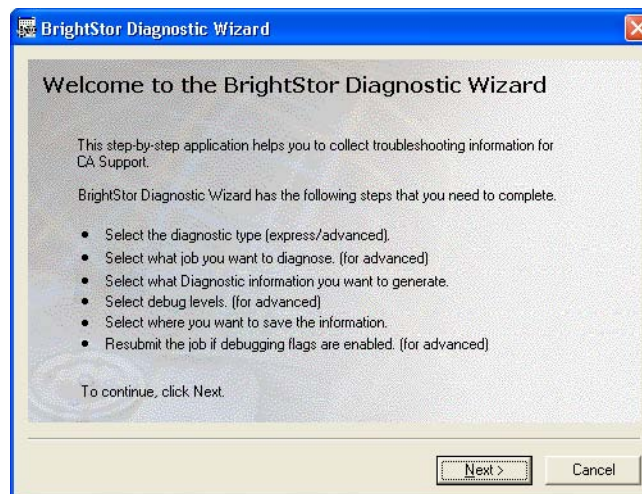 BrightStor Diagnostic Wizard
Welcome to the BrightStor Diagnostic Wizard
This step-by-step application helps you to collect troubleshooting information for
CA Support.
BrightStor Diagnostic Wizard has the following steps that you need to complete.
Select the diagnostic type (express/advanced).
Select what job you want to diagnose. (for advanced)
Select what Diagnostic information you want to generate.
Select debug levels. (for advanced)
Select where you want to save the information.
Resubmit the job if debugging flags are enabled. (for advanced)
To continue, click Next.
Next >
Cancel